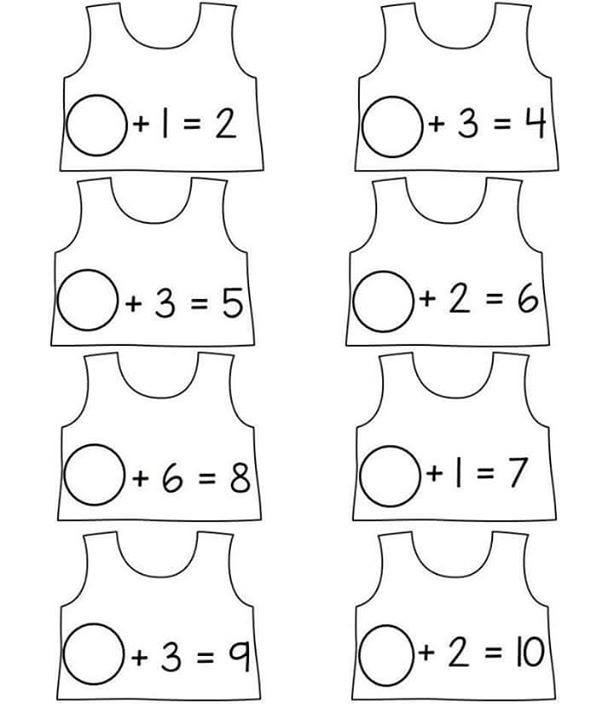 + 1 = 2
+ 3 = 4
+ 3 = 5
+ 2 = 6
+ 6 = 8
+ 1 = 7
+ 3 = 9
+ 2 = 10